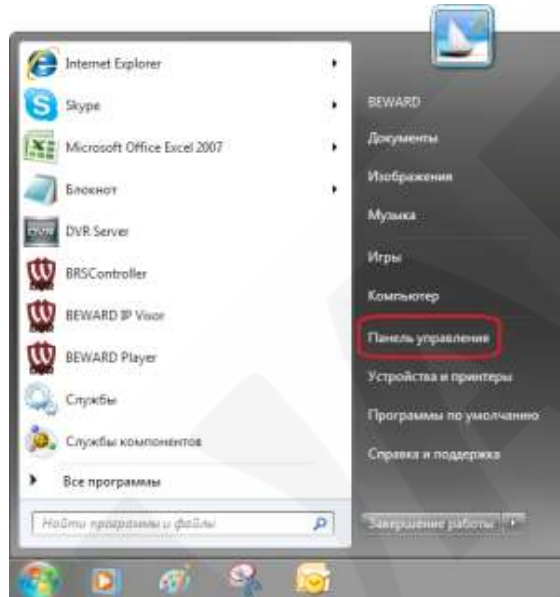 Internet Explorer
Skype
Microsoft Office Excel 2007
Блокнот
DVR Server
BRSController
BEWARD IP Visor
BEWARD Player
Службы
Службы компонентов
Все программы
Найти программы и файлы
BEWARD
Документы
Изображения
Музыка
Игры
Компьютер
Панель управления
Устройства и принтеры
Программы по умолчанию
Справка и поддержка
Завершение работы